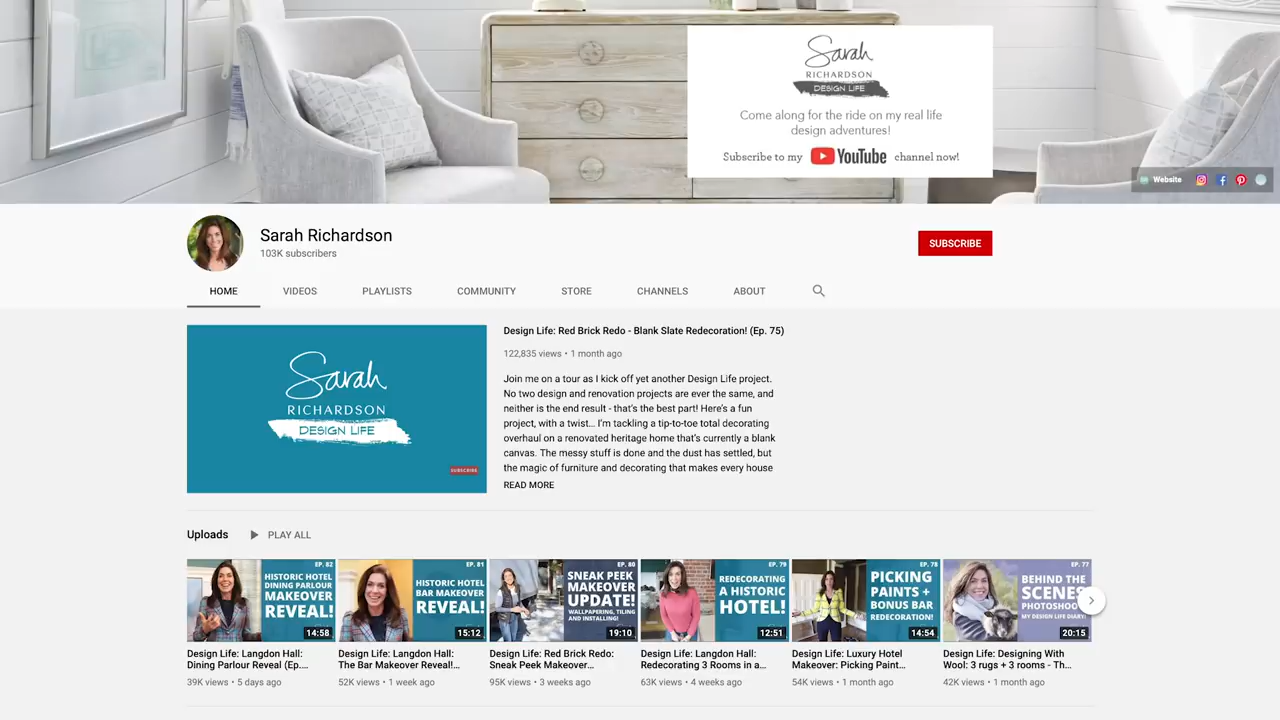 Sarah
RICHARDSON
DESIGN LIFE
Come along for the ride on my real life
design adventures!
Subscribe to my YouTube channel now!
Website
Sarah Richardson
103K subscribers
SUBSCRIBE
HOME VIDEOS PLAYLISTS COMMUNITY STORE CHANNELS ABOUT
Sarah
RICHARDSON
DESIGN LIFE
SUBSCRIBE
Design Life: Red Brick Redo - Blank Slate Redecoration! (Ep. 75)
122,835 views • 1 month ago
Join me on a tour as I kick off yet another Design Life project.
No two design and renovation projects are ever the same, and
neither is the end result - that's the best part! Here's a fun
project, with a twist... I'm tackling a tip-to-toe total decorating
overhaul on a renovated heritage home that's currently a blank
canvas. The messy stuff is done and the dust has settled, but
the magic of furniture and decorating that makes every house
READ MORE
Uploads PLAY ALL
EP. 82
HISTORIC HOTEL
DINING PARLOUR
MAKEOVER
REVEAL!
14:58
Design Life: Langdon Hall:
Dining Parlour Reveal (Ep....
39K views • 5 days ago
EP. 81
HISTORIC HOTEL
BAR MAKEOVER
REVEAL!
15:12
Design Life: Langdon Hall:
The Bar Makeover Reveal!...
52K views • 1 week ago
EP. 80
SNEAK PEEK
MAKEOVER
UPDATE!
WALLPAPERING, TILING
AND INSTALLING!
19:10
Design Life: Red Brick Redo:
Sneak Peek Makeover...
95K views • 3 weeks ago
EP. 79
REDECORATING
A HISTORIC
HOTEL!
12:51
Design Life: Langdon Hall:
Redecorating 3 Rooms in a...
63K views • 4 weeks ago
EP. 78
PICKING
PAINTS +
BONUS BAR
REDECORATION!
14:54
Design Life: Luxury Hotel
Makeover: Picking Paint...
54K views • 1 month ago
EP. 77
BEHIND THE
SCENES
PHOTOSHOO
MY DESIGN LIFE DIARY!
20:15
Design Life: Designing With
Wool: 3 rugs + 3 rooms - Th...
42K views • 1 month ago